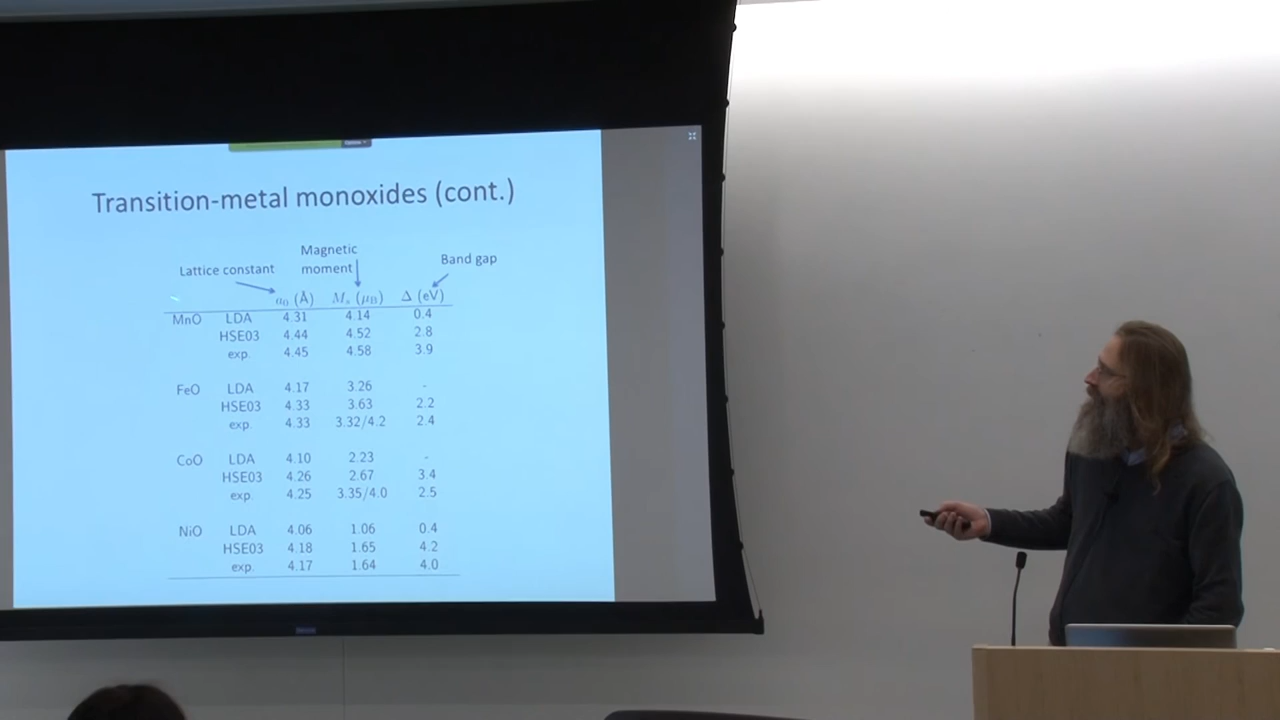 Transition-metal monoxides (cont.)
Magnetic
moment
Lattice constant
Band gap
a₀ (Å) Mₛ (μB) Δ (eV)
MnO LDA 4.31 4.14 0.4
HSE03 4.44 4.52 2.8
exp. 4.45 4.58 3.9
FeO LDA 4.17 3.26 -
HSE03 4.33 3.63 2.2
exp. 4.33 3.32/4.2 2.4
CoO LDA 4.10 2.23 -
HSE03 4.26 2.67 3.4
exp. 4.25 3.35/4.0 2.5
NiO LDA 4.06 1.06 0.4
HSE03 4.18 1.65 4.2
exp. 4.17 1.64 4.0